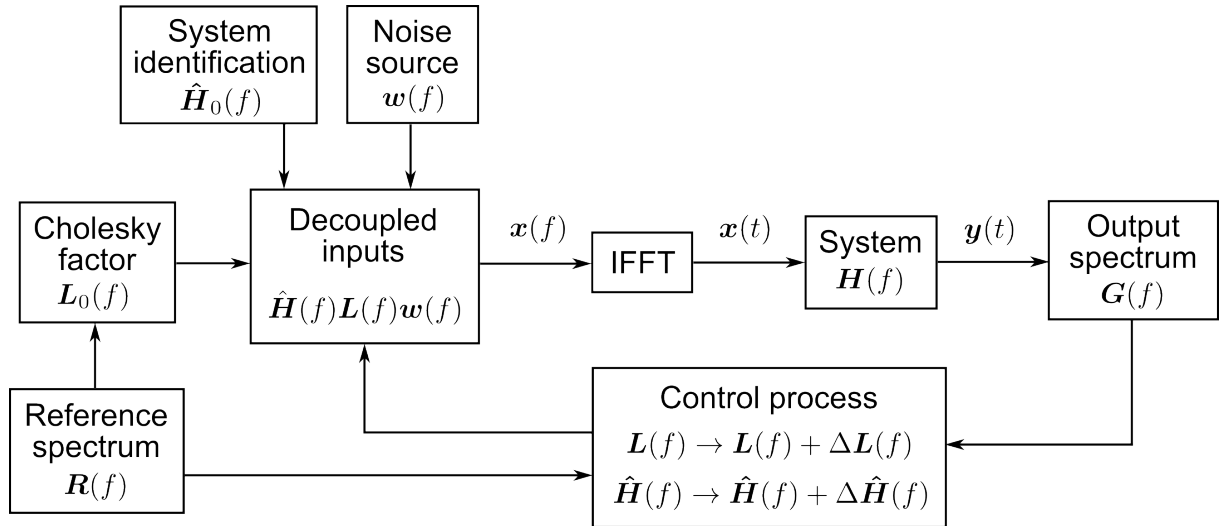 System
identification
Ĥ₀(f)
Noise
source
w(f)
Cholesky
factor
L₀(f)
Decoupled
inputs
Ĥ(f)L(f)w(f)
x(f)
IFFT
x(t)
System
H(f)
y(t)
Output
spectrum
G(f)
Reference
spectrum
R(f)
Control process
L(f) → L(f) + ΔL(f)
Ĥ(f) → Ĥ(f) + ΔĤ(f)